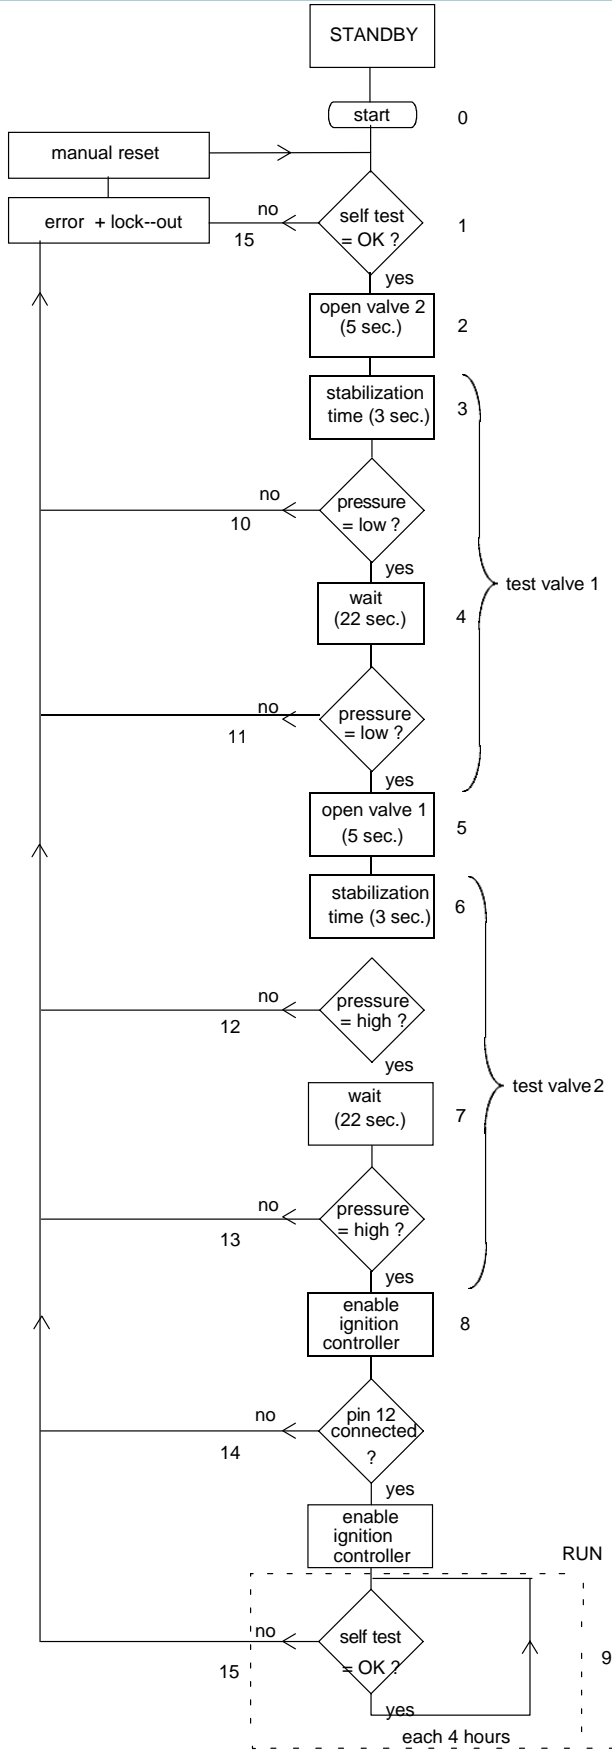 STANDBY
start
0
manual reset
error + lock--out
no
15
self test
= OK ?
1
yes
open valve 2
(5 sec.)
2
stabilization
time (3 sec.)
3
no
10
pressure
= low ?
yes
wait
(22 sec.)
4
test valve 1
no
11
pressure
= low ?
yes
open valve 1
(5 sec.)
5
stabilization
time (3 sec.)
6
no
12
pressure
= high ?
yes
wait
(22 sec.)
7
test valve 2
no
13
pressure
= high ?
yes
enable
ignition
controller
8
no
14
pin 12
connected
?
yes
enable
ignition
controller
RUN
no
15
self test
= OK ?
9
yes
each 4 hours